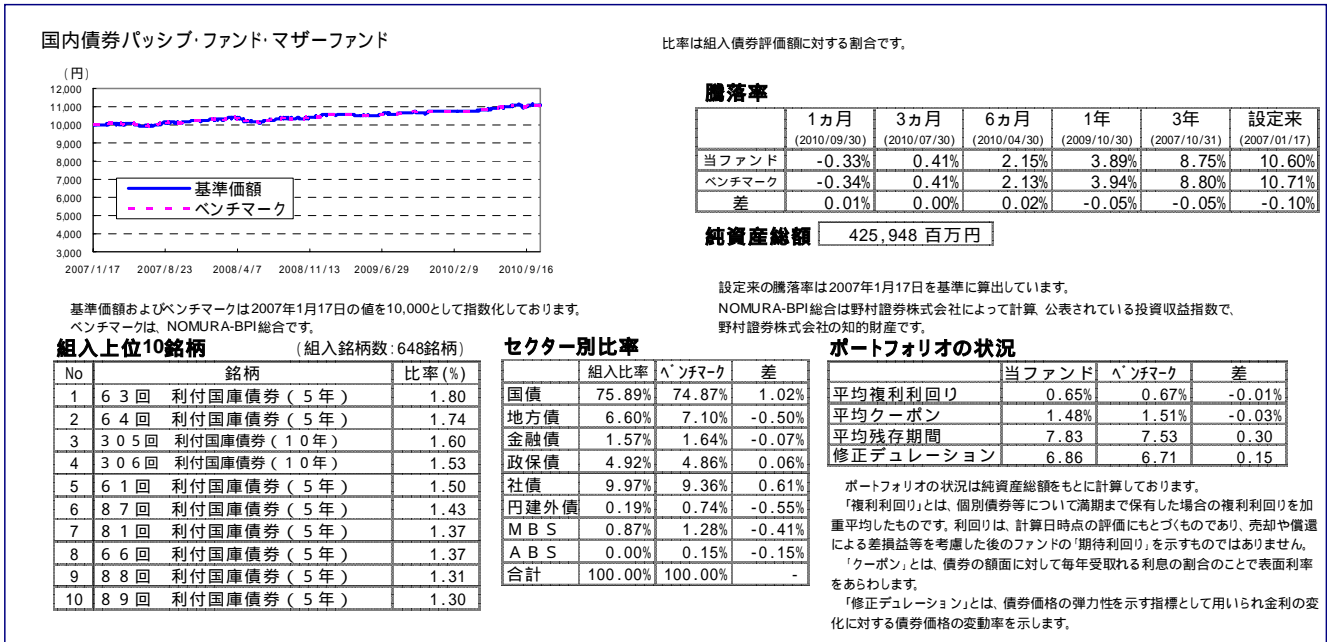 国内債券パッシブ・ファンド・マザーファンド
比率は組入債券評価額に対する割合です。
(円)
12,000
11,000
10,000
9,000
8,000
7,000
6,000
5,000
4,000
3,000
基準価額
ベンチマーク
2007/1/17 2007/8/23 2008/4/7 2008/11/13 2009/6/29 2010/2/9 2010/9/16
基準価額およびベンチマークは2007年1月17日の値を10,000として指数化しております。
ベンチマークは、NOMURA-BPI総合です。
騰落率
1ヵ月 3ヵ月 6ヵ月 1年 3年 設定来
(2010/09/30) (2010/07/30) (2010/04/30) (2009/10/30) (2007/10/31) (2007/01/17)
当ファンド -0.33% 0.41% 2.15% 3.89% 8.75% 10.60%
ベンチマーク -0.34% 0.41% 2.13% 3.94% 8.80% 10.71%
差 0.01% 0.00% 0.02% -0.05% -0.05% -0.10%
純資産総額 425,948 百万円
設定来の騰落率は2007年1月17日を基準に算出しています。
NOMURA-BPI総合は野村證券株式会社によって計算、公表されている投資収益指数で、
野村證券株式会社の知的財産です。
組入上位10銘柄 (組入銘柄数:648銘柄)
No 銘柄 比率(%)
1 63回 利付国庫債券(5年) 1.80
2 64回 利付国庫債券(5年) 1.74
3 305回 利付国庫債券(10年) 1.60
4 306回 利付国庫債券(10年) 1.53
5 61回 利付国庫債券(5年) 1.50
6 87回 利付国庫債券(5年) 1.43
7 81回 利付国庫債券(5年) 1.37
8 66回 利付国庫債券(5年) 1.37
9 88回 利付国庫債券(5年) 1.31
10 89回 利付国庫債券(5年) 1.30
セクター別比率
組入比率 ベンチマーク 差
国債 75.89% 74.87% 1.02%
地方債 6.60% 7.10% -0.50%
金融債 1.57% 1.64% -0.07%
政保債 4.92% 4.86% 0.06%
社債 9.97% 9.36% 0.61%
円建外債 0.19% 0.74% -0.55%
MBS 0.87% 1.28% -0.41%
ABS 0.00% 0.15% -0.15%
合計 100.00% 100.00% -
ポートフォリオの状況
当ファンド ベンチマーク 差
平均複利利回り 0.65% 0.67% -0.01%
平均クーポン 1.48% 1.51% -0.03%
平均残存期間 7.83 7.53 0.30
修正デュレーション 6.86 6.71 0.15
ポートフォリオの状況は純資産総額をもとに計算しております。
「複利利回り」とは、個別債券等について満期まで保有した場合の複利利回りを加
重平均したものです。利回りは、計算日時点の評価にもとづくものであり、売却や償還
による差損益等を考慮した後のファンドの「期待利回り」を示すものではありません。
「クーポン」とは、債券の額面に対して毎年受取れる利息の割合のことで表面利率
をあらわします。
「修正デュレーション」とは、債券価格の弾力性を示す指標として用いられ金利の変
化に対する債券価格の変動率を示します。